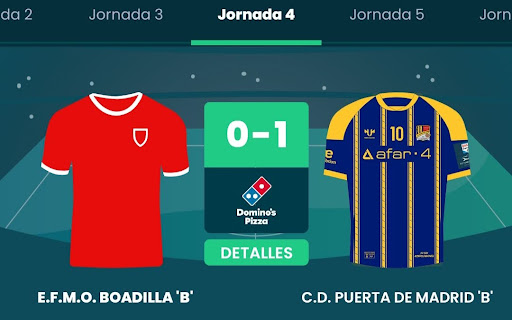 da 2
Jornada 3
Jornada 4
Jornada 5
Jorn
0-1
Domino's
Pizza
DETALLES
10
afar·4
E.F.M.O. BOADILLA 'B'
C.D. PUERTA DE MADRID 'B'